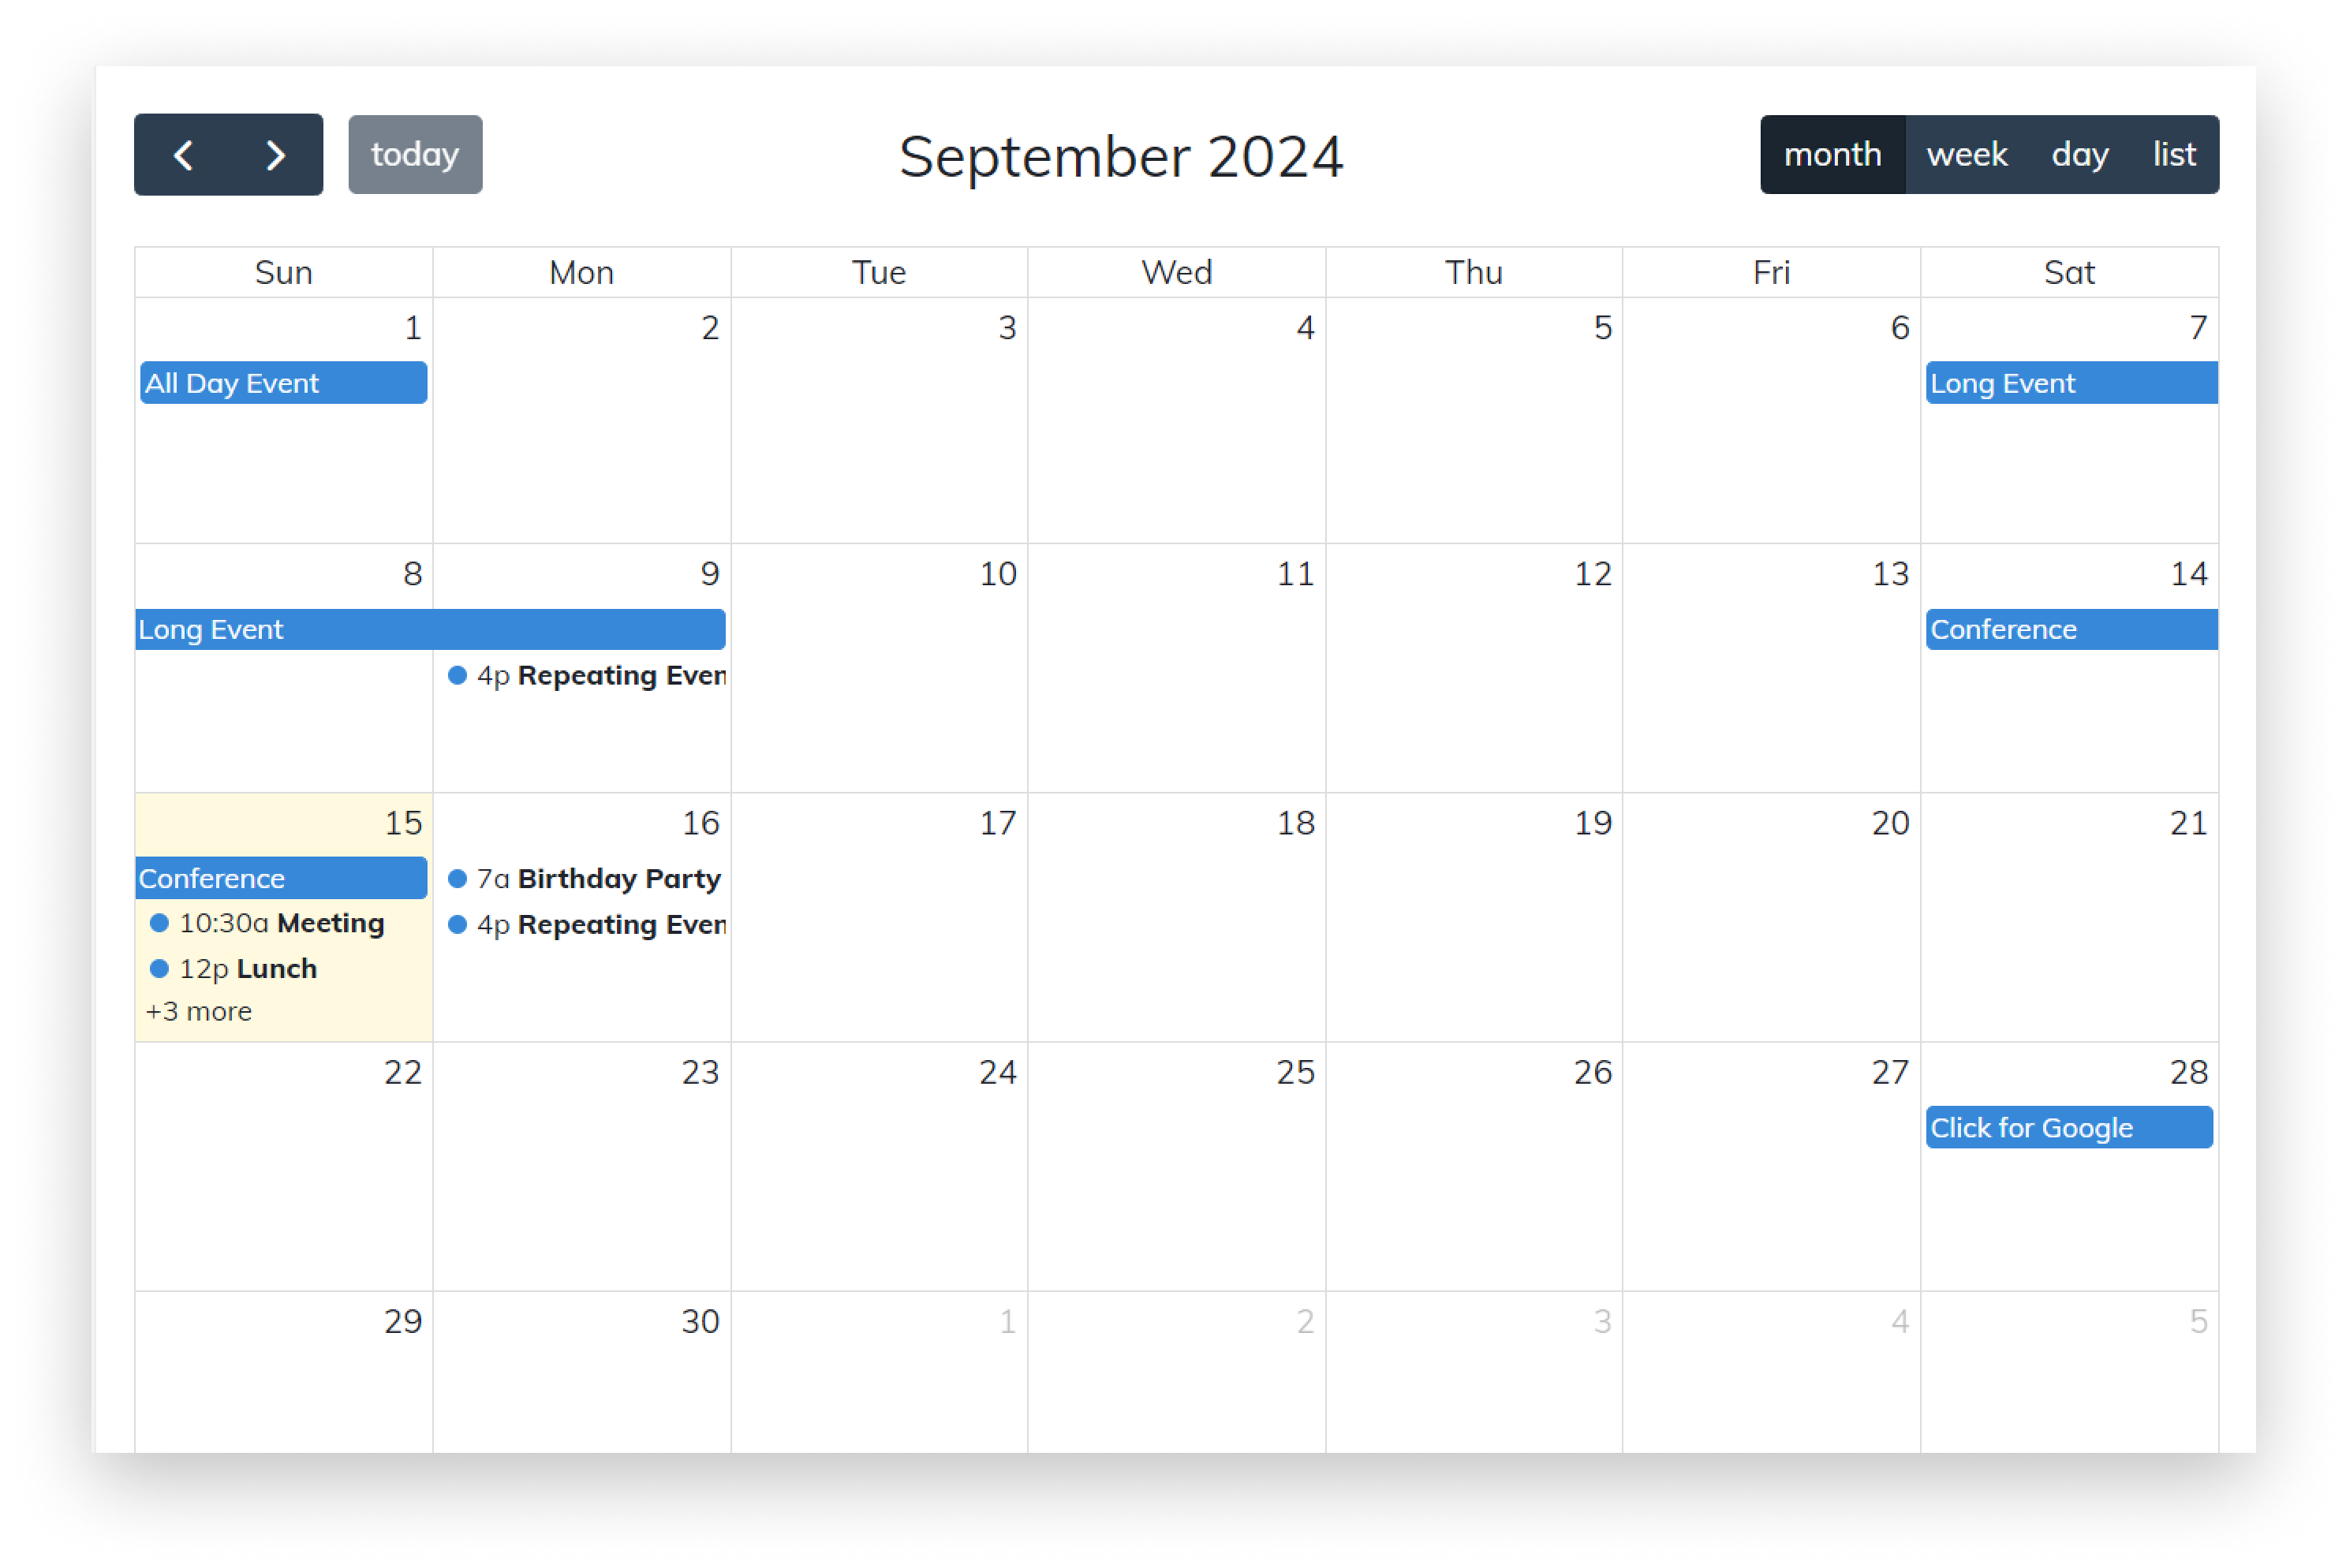 today
September 2024
month week day list
Sun Mon Tue Wed Thu Fri Sat
1 2 3 4 5 6 7
All Day Event Long Event
8 9 10 11 12 13 14
Long Event Conference
4p Repeating Even
15 16 17 18 19 20 21
Conference 7a Birthday Party
10:30a Meeting 4p Repeating Even
12p Lunch
+3 more
22 23 24 25 26 27 28
Click for Google
29 30 1 2 3 4 5